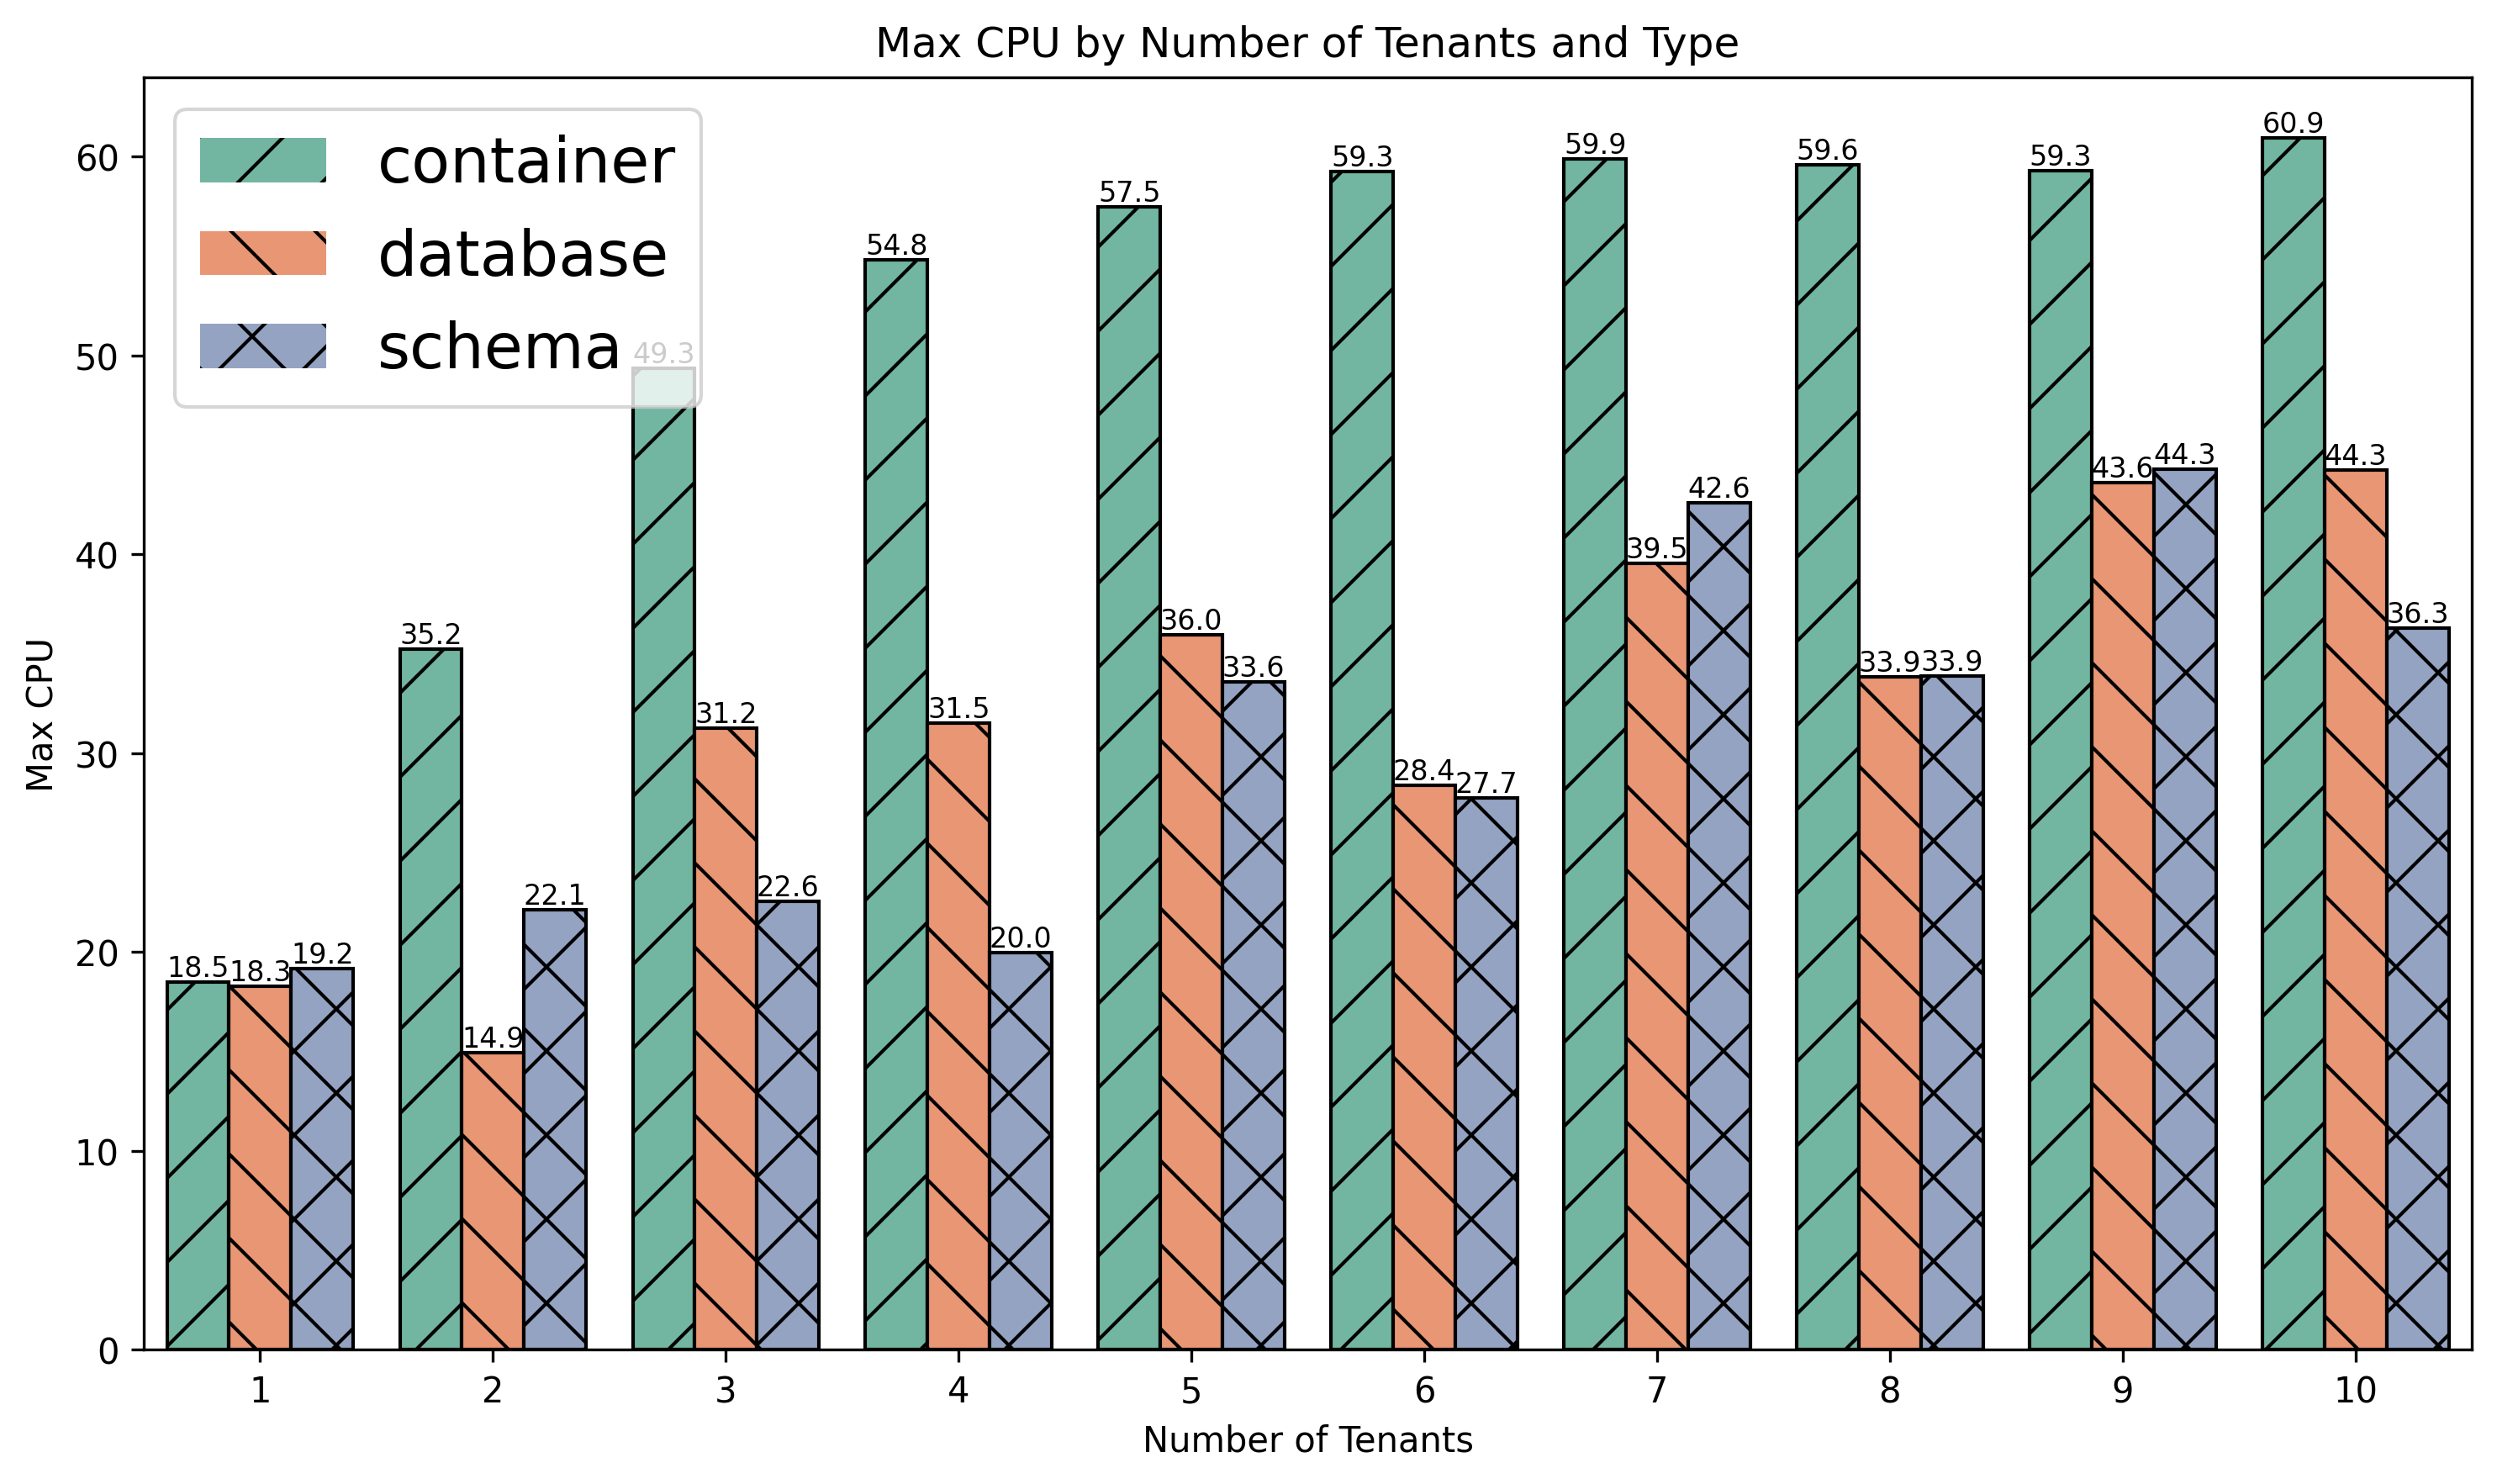 Max CPU by Number of Tenants and Type
container
database
schema
Max CPU
60
50
40
30
20
10
0
18.5 18.3 19.2
35.2 14.9 22.1
49.3 31.2 22.6
54.8 31.5 20.0
57.5 36.0 33.6
59.3 28.4 27.7
59.9 39.5 42.6
59.6 33.9 33.9
59.3 43.6 44.3
60.9 44.3 36.3
1 2 3 4 5 6 7 8 9 10
Number of Tenants